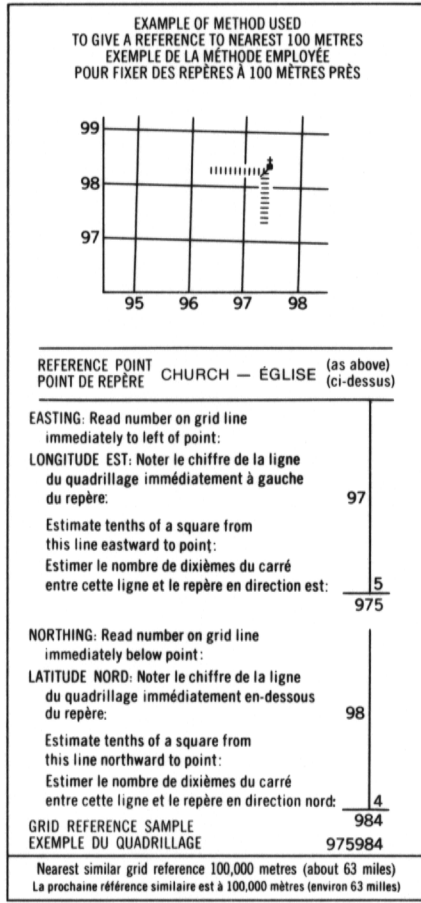 EXAMPLE OF METHOD USED
TO GIVE A REFERENCE TO NEAREST 100 METRES
EXEMPLE DE LA MÉTHODE EMPLOYÉE
POUR FIXER DES REPÈRES À 100 MÈTRES PRÈS
99
98
97
95 96 97 98
REFERENCE POINT
POINT DE REPÈRE CHURCH — ÉGLISE (as above)
(ci-dessus)
EASTING: Read number on grid line
immediately to left of point:
LONGITUDE EST: Noter le chiffre de la ligne
du quadrillage immédiatement à gauche
du repère: 97
Estimate tenths of a square from
this line eastward to point:
Estimer le nombre de dixièmes du carré
entre cette ligne et le repère en direction est: 5
975
NORTHING: Read number on grid line
immediately below point:
LATITUDE NORD: Noter le chiffre de la ligne
du quadrillage immédiatement en-dessous
du repère: 98
Estimate tenths of a square from
this line northward to point:
Estimer le nombre de dixièmes du carré
entre cette ligne et le repère en direction nord: 4
984
GRID REFERENCE SAMPLE
EXEMPLE DU QUADRILLAGE 975984
Nearest similar grid reference 100,000 metres (about 63 miles)
La prochaine référence similaire est à 100,000 mètres (environ 63 milles)